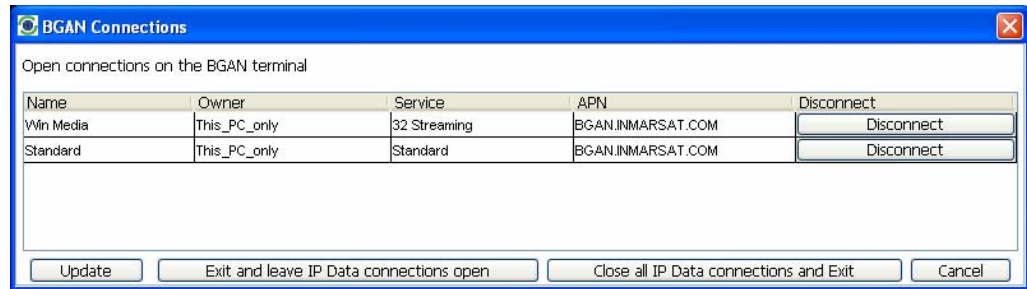 BGAN Connections
Open connections on the BGAN terminal
Name Owner Service APN Disconnect
Win Media This_PC_only 32 Streaming BGAN.INMARSAT.COM Disconnect
Standard This_PC_only Standard BGAN.INMARSAT.COM Disconnect
Update Exit and leave IP Data connections open Close all IP Data connections and Exit Cancel